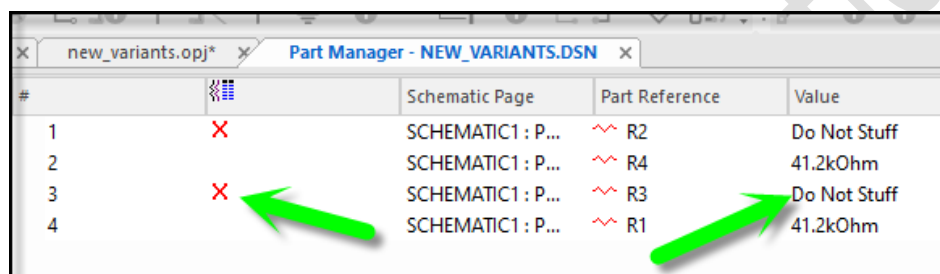 new_variants.opj* Part Manager - NEW_VARIANTS.DSN
# Schematic Page Part Reference Value
1 SCHEMATIC1 : P... R2 Do Not Stuff
2 SCHEMATIC1 : P... R4 41.2kOhm
3 SCHEMATIC1 : P... R3 Do Not Stuff
4 SCHEMATIC1 : P... R1 41.2kOhm